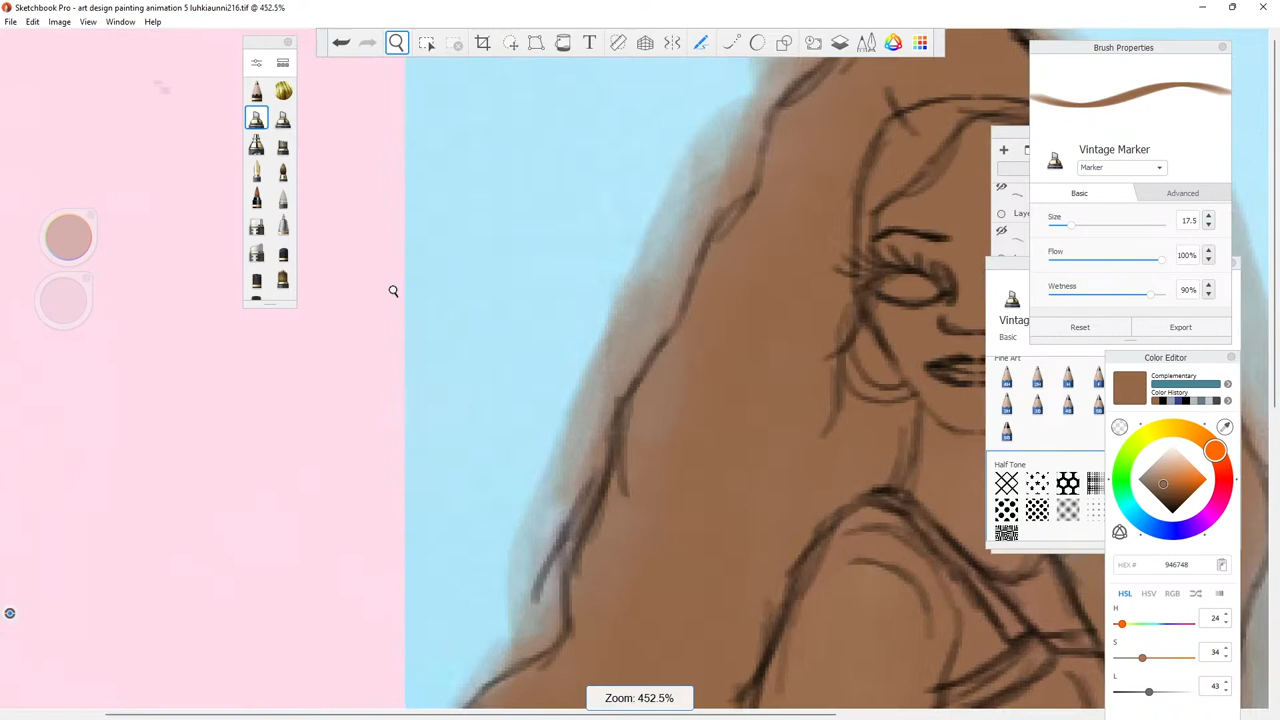 Sketchbook Pro - art design painting animation 5 luhkiaunni216.tif @ 452.5%
File Edit Image View Window Help
Brush Properties
Vintage Marker
Marker
Basic Advanced
Size 17.5
Flow 100%
Wetness 90%
Reset Export
Laye
Vintag
Basic
Fine Art
Half Tone
Color Editor
Complementary
Color History
HEX # 946748
HSL HSV RGB
H 24
S 34
L 43
Zoom: 452.5%